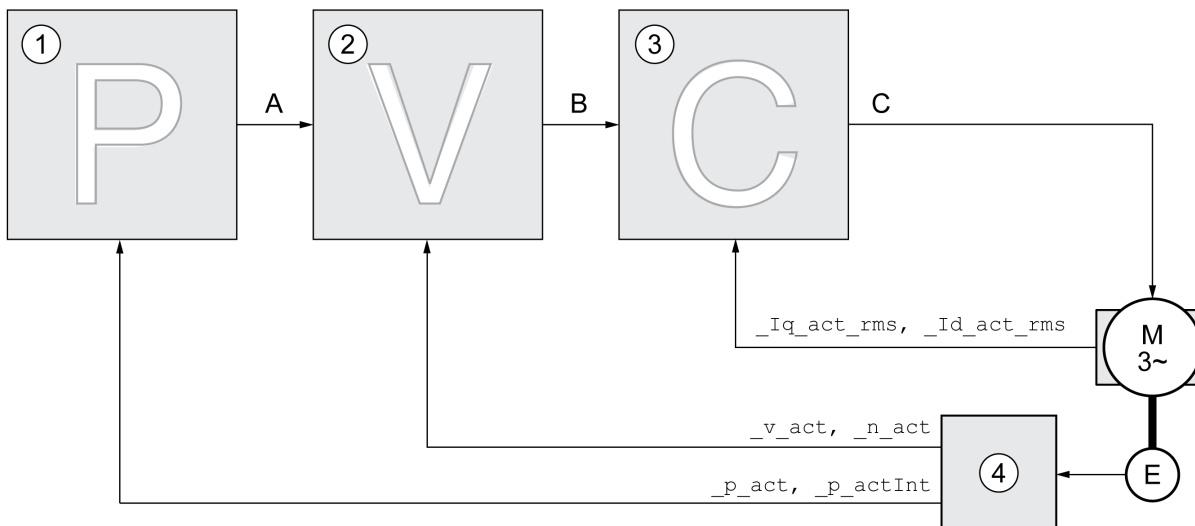 1
P
A
2
V
B
3
C
C
_Iq_act_rms, _Id_act_rms
M
3~
_v_act, _n_act
_p_act, _p_actInt
4
E